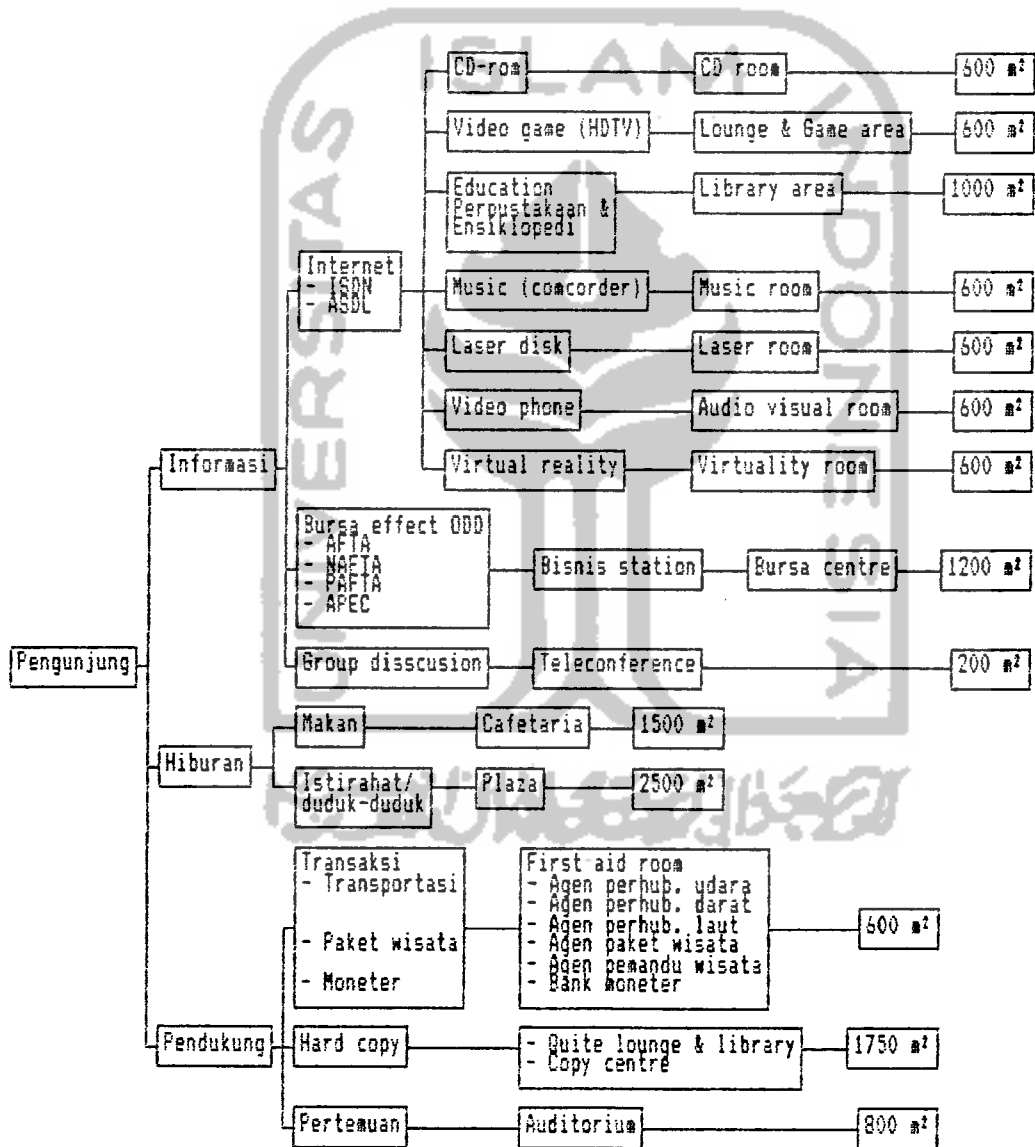 UNIVERSITAS ISLAM INDONESIA
CD-rom
CD room
600 m²
Video game (HDTV)
Lounge & Game area
600 m²
Education
Perpustakaan &
Ensiklopedi
Library area
1000 m²
Internet
- ISDN
- ASDL
Music (comcorder)
Music room
600 m²
Laser disk
Laser room
600 m²
Video phone
Audio visual room
600 m²
Informasi
Virtual reality
Virtuality room
600 m²
Bursa effect ODD
- AFTA
- NAFTA
- PAFTA
- APEC
Bisnis station
Bursa centre
1200 m²
Pengunjung
Group disscusion
Teleconference
200 m²
Makan
Cafetaria
1500 m²
Hiburan
Istirahat/
duduk-duduk
Plaza
2500 m²
Transaksi
- Transportasi
- Paket wisata
- Moneter
First aid room
- Agen perhub. udara
- Agen perhub. darat
- Agen perhub. laut
- Agen paket wisata
- Agen pemandu wisata
- Bank moneter
600 m²
Pendukung
Hard copy
- Quite lounge & library
- Copy centre
1750 m²
Pertemuan
Auditorium
800 m²